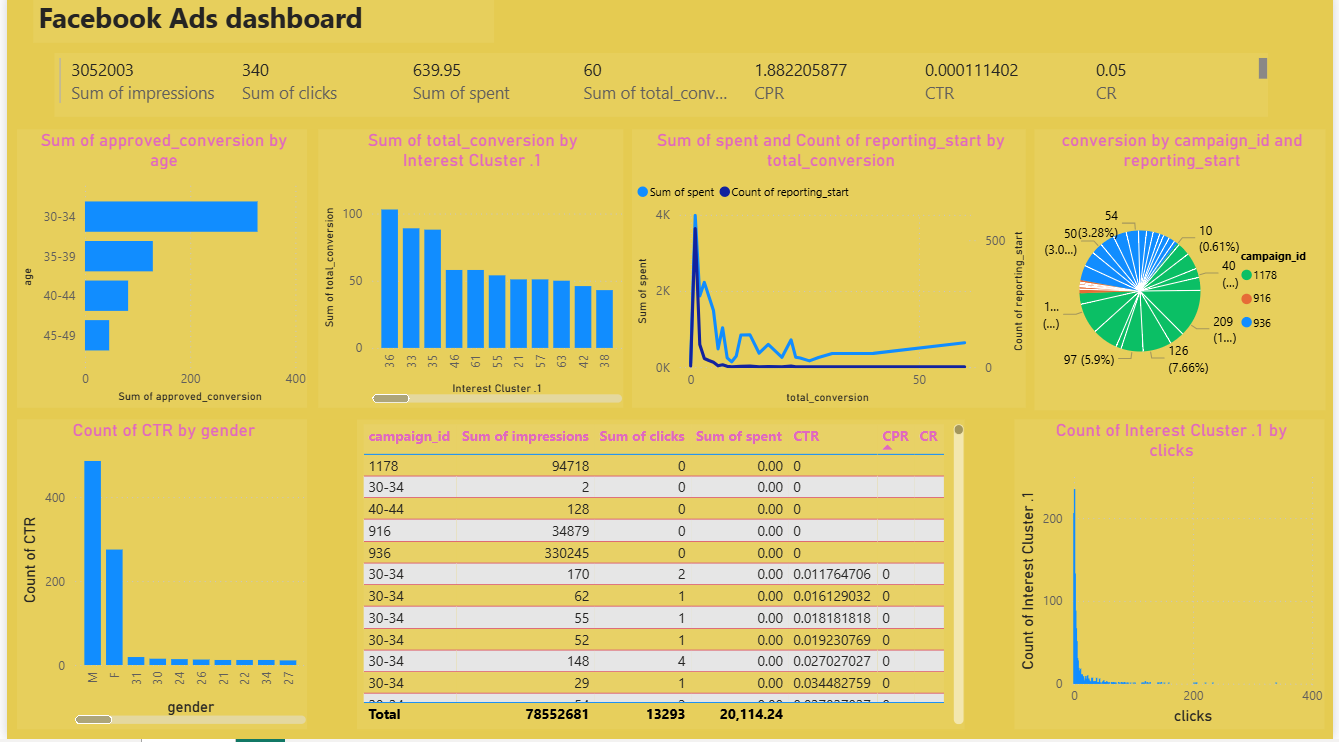 Facebook Ads dashboard
3052003 340 639.95 60 1.882205877 0.000111402 0.05
Sum of impressions Sum of clicks Sum of spent Sum of total_conv... CPR CTR CR
Sum of approved_conversion by
age
30-34
35-39
40-44
45-49
age
0 200 400
Sum of approved_conversion
Sum of total_conversion by
Interest Cluster .1
Sum of total_conversion
100
50
0
36 33 35 46 61 55 21 57 63 42 38
Interest Cluster .1
Sum of spent and Count of reporting_start by
total_conversion
Sum of spent Count of reporting_start
Sum of spent
4K
2K
0K
500
0
Count of reporting_start
0 50
total_conversion
conversion by campaign_id and
reporting_start
54
(3.28%)
50
(3.0...)
10
(0.61%)
40
(...)
1...
(...)
209
(1...)
97 (5.9%)
126
(7.66%)
campaign_id
1178
916
936
Count of CTR by gender
Count of CTR
400
200
0
M F 31 30 24 26 21 22 34 27
gender
campaign_id Sum of impressions Sum of clicks Sum of spent CTR CPR CR
1178 94718 0 0.00 0
30-34 2 0 0.00 0
40-44 128 0 0.00 0
916 34879 0 0.00 0
936 330245 0 0.00 0
30-34 170 2 0.00 0.011764706 0
30-34 62 1 0.00 0.016129032 0
30-34 55 1 0.00 0.018181818 0
30-34 52 1 0.00 0.019230769 0
30-34 148 4 0.00 0.027027027 0
30-34 29 1 0.00 0.034482759 0
Total 78552681 13293 20,114.24
Count of Interest Cluster .1 by
clicks
Count of Interest Cluster .1
200
100
0
0 200 400
clicks